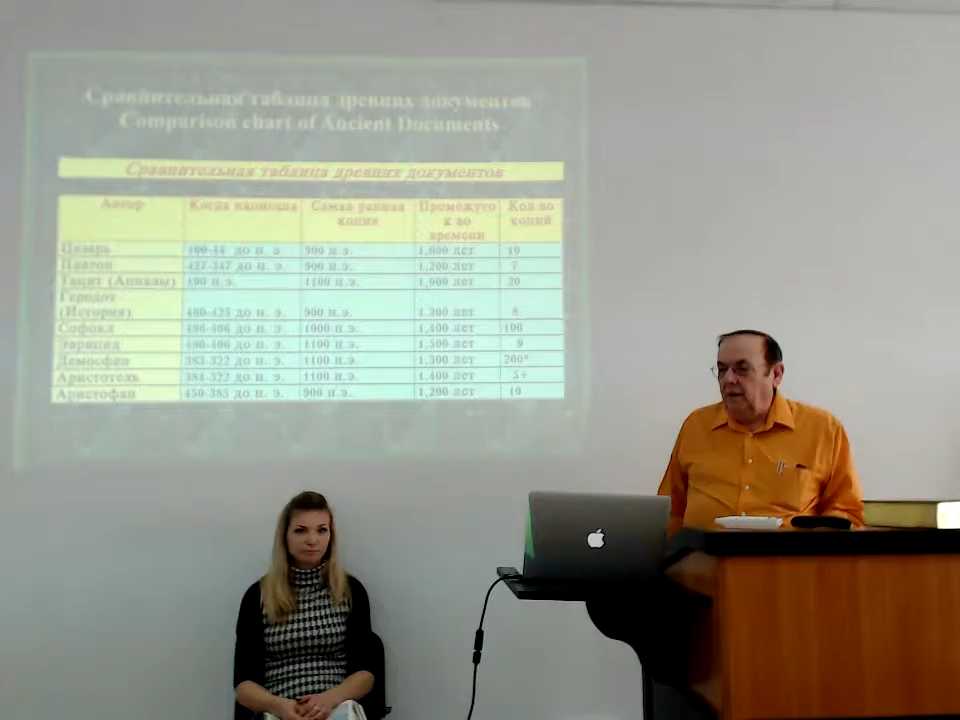 Сравнительная таблица древних документов
Comparison chart of Ancient Documents
Сравнительная таблица древних документов
Автор Когда написана Самая ранняя копия Промежуток во времени Кол во копий
Цезарь 100-44 до н. э. 900 н.э. 1,000 лет 10
Платон 427-347 до н. э. 900 н.э. 1,200 лет 7
Тацит (Анналы) 100 н.э. 1100 н.э. 1,000 лет 20
Геродот
(История) 480-425 до н. э. 900 н.э. 1,300 лет 8
Софокл 496-406 до н. э. 1000 н.э. 1,400 лет 100
Эврипид 480-406 до н. э. 1100 н.э. 1,500 лет 9
Демосфен 383-322 до н. э. 1100 н.э. 1,300 лет 200*
Аристотель 384-322 до н. э. 1100 н.э. 1,400 лет 5+
Аристофан 450-385 до н. э. 900 н.э. 1,200 лет 10